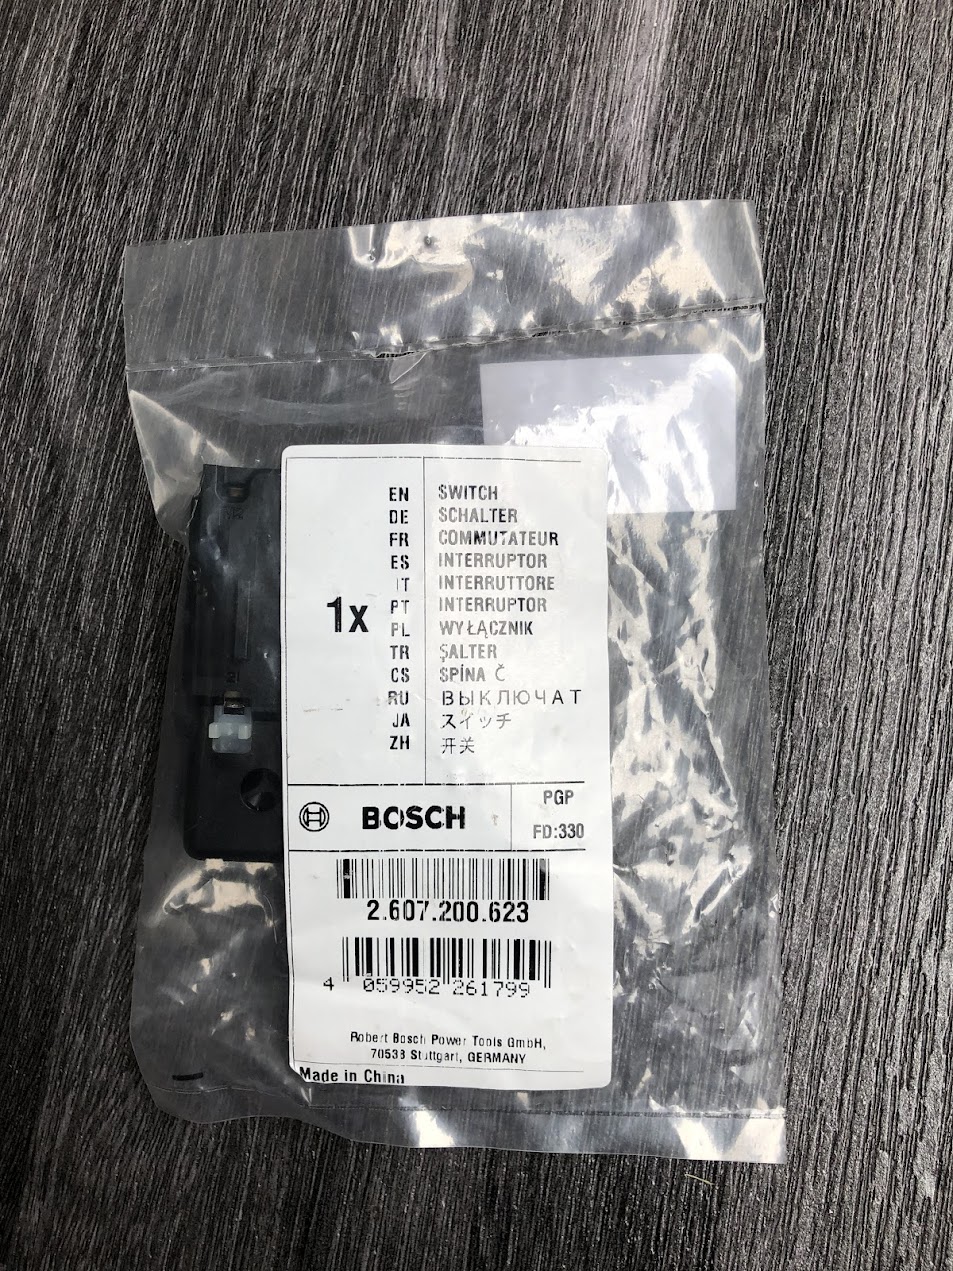 1x
EN SWITCH
DE SCHALTER
FR COMMUTATEUR
ES INTERRUPTOR
IT INTERRUTTORE
PT INTERRUPTOR
PL WYŁĄCZNIK
TR ŞALTER
CS SPÍNA Č
RU ВЫКЛЮЧАТ
JA スイッチ
ZH 开关
BOSCH
PGP
FD:330
2.607.200.623
4 059952 261799
Robert Bosch Power Tools GmbH,
70538 Stuttgart, GERMANY
Made in China